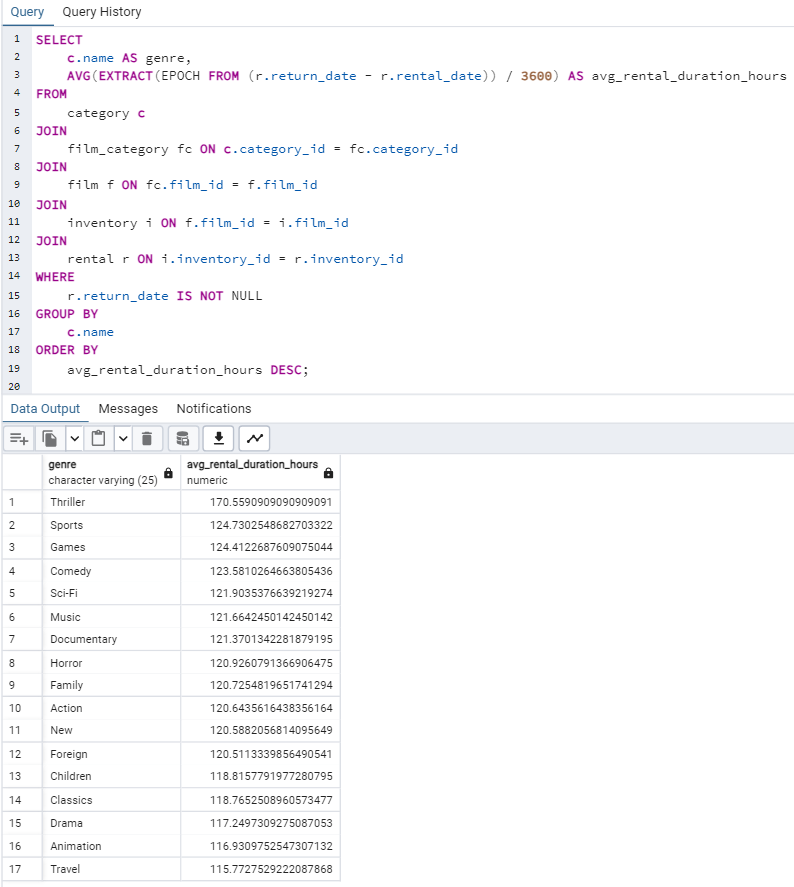 Query Query History
1 SELECT
2 c.name AS genre,
3 AVG(EXTRACT(EPOCH FROM (r.return_date - r.rental_date)) / 3600) AS avg_rental_duration_hours
4 FROM
5 category c
6 JOIN
7 film_category fc ON c.category_id = fc.category_id
8 JOIN
9 film f ON fc.film_id = f.film_id
10 JOIN
11 inventory i ON f.film_id = i.film_id
12 JOIN
13 rental r ON i.inventory_id = r.inventory_id
14 WHERE
15 r.return_date IS NOT NULL
16 GROUP BY
17 c.name
18 ORDER BY
19 avg_rental_duration_hours DESC;
20
Data Output Messages Notifications
genre avg_rental_duration_hours
character varying (25) numeric
1 Thriller 170.5590909090909091
2 Sports 124.7302548682703322
3 Games 124.4122687609075044
4 Comedy 123.5810264663805436
5 Sci-Fi 121.9035376639219274
6 Music 121.6642450142450142
7 Documentary 121.3701342281879195
8 Horror 120.9260791366906475
9 Family 120.7254819651741294
10 Action 120.6435616438356164
11 New 120.5882056814095649
12 Foreign 120.5113339856490541
13 Children 118.8157791977280795
14 Classics 118.7652508960573477
15 Drama 117.2497309275087053
16 Animation 116.9309752547307132
17 Travel 115.7727529222087868